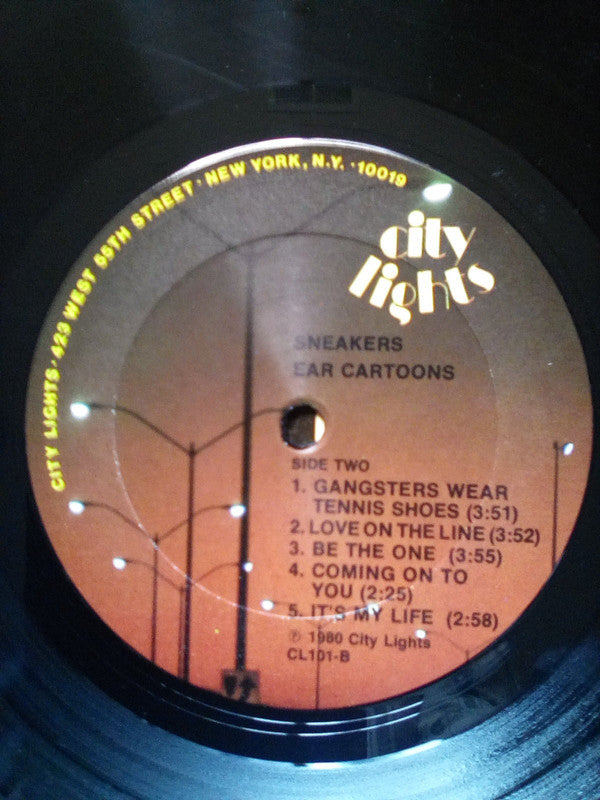 CITY LIGHTS · 423 WEST 55TH STREET · NEW YORK, N.Y. · 10019
city
lights
SNEAKERS
EAR CARTOONS
SIDE TWO
1. GANGSTERS WEAR
TENNIS SHOES (3:51)
2. LOVE ON THE LINE (3:52)
3. BE THE ONE (3:55)
4. COMING ON TO
YOU (2:25)
5. IT'S MY LIFE (2:58)
℗ 1980 City Lights
CL101-B